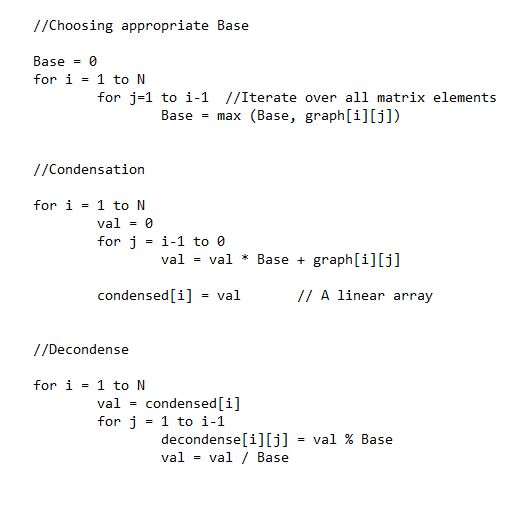 //Choosing appropriate Base
Base = 0
for i = 1 to N
for j=1 to i-1 //Iterate over all matrix elements
Base = max (Base, graph[i][j])
//Condensation
for i = 1 to N
val = 0
for j = i-1 to 0
val = val * Base + graph[i][j]
condensed[i] = val // A linear array
//Decondense
for i = 1 to N
val = condensed[i]
for j = 1 to i-1
decondense[i][j] = val % Base
val = val / Base